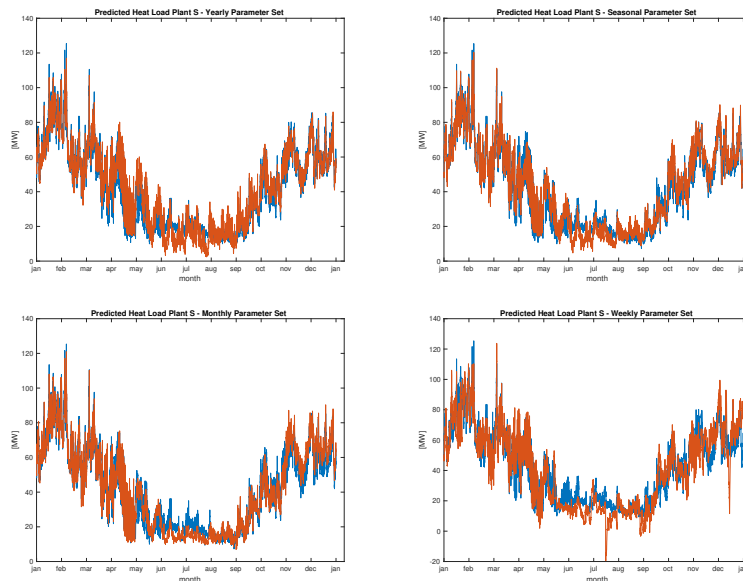 Predicted Heat Load Plant S - Yearly Parameter Set
140
120
100
80
60
40
20
0
[MW]
jan feb mar apr may jun jul aug sep oct nov dec jan
month
Predicted Heat Load Plant S - Seasonal Parameter Set
140
120
100
80
60
40
20
0
[MW]
jan feb mar apr may jun jul aug sep oct nov dec jan
month
Predicted Heat Load Plant S - Monthly Parameter Set
140
120
100
80
60
40
20
0
[MW]
jan feb mar apr may jun jul aug sep oct nov dec jan
month
Predicted Heat Load Plant S - Weekly Parameter Set
140
120
100
80
60
40
20
0
-20
[MW]
jan feb mar apr may jun jul aug sep oct nov dec jan
month